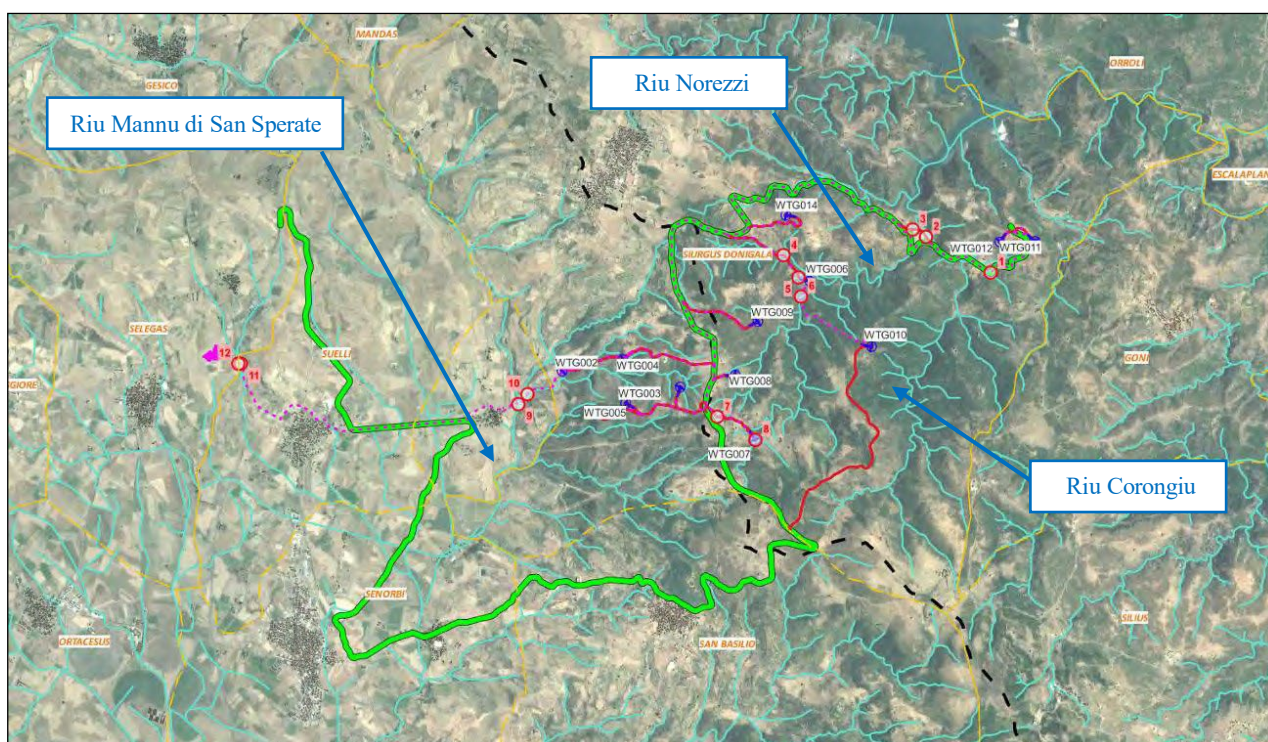 MANDAS
GESICO
ORROLI
Riu Norezzi
Riu Mannu di San Sperate
ESCALAPLAN
WTG014
3
2
SIURGUS DONIGALA
4
WTG012
WTG011
1
WTG006
5
6
WTG009
WTG010
SELEGAS
12
11
SUELLI
GGIORE
GONI
WTG002
WTG004
WTG008
10
9
WTG003
WTG005
7
8
WTG007
Riu Corongiu
SENORBÌ
ORTACESUS
SAN BASILIO
SILIUS